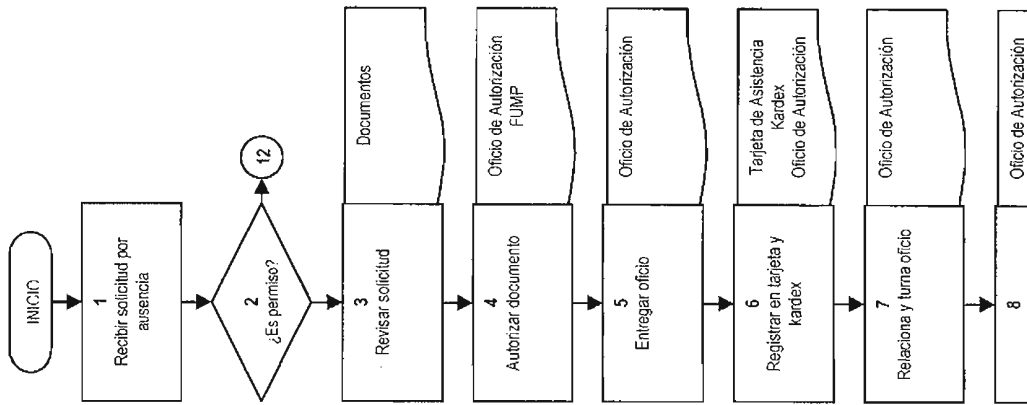 INICIO
1
Recibir solicitud por
ausencia
2
¿Es permiso?
12
3
Revisar solicitud
Documentos
4
Autorizar documento
Oficio de Autorización
FUMP
5
Entregar oficio
Oficio de Autorización
6
Registrar en tarjeta y
kardex
Tarjeta de Asistencia
Kardex
Oficio de Autorización
7
Relaciona y turna oficio
Oficio de Autorización
8
Oficio de Autorización